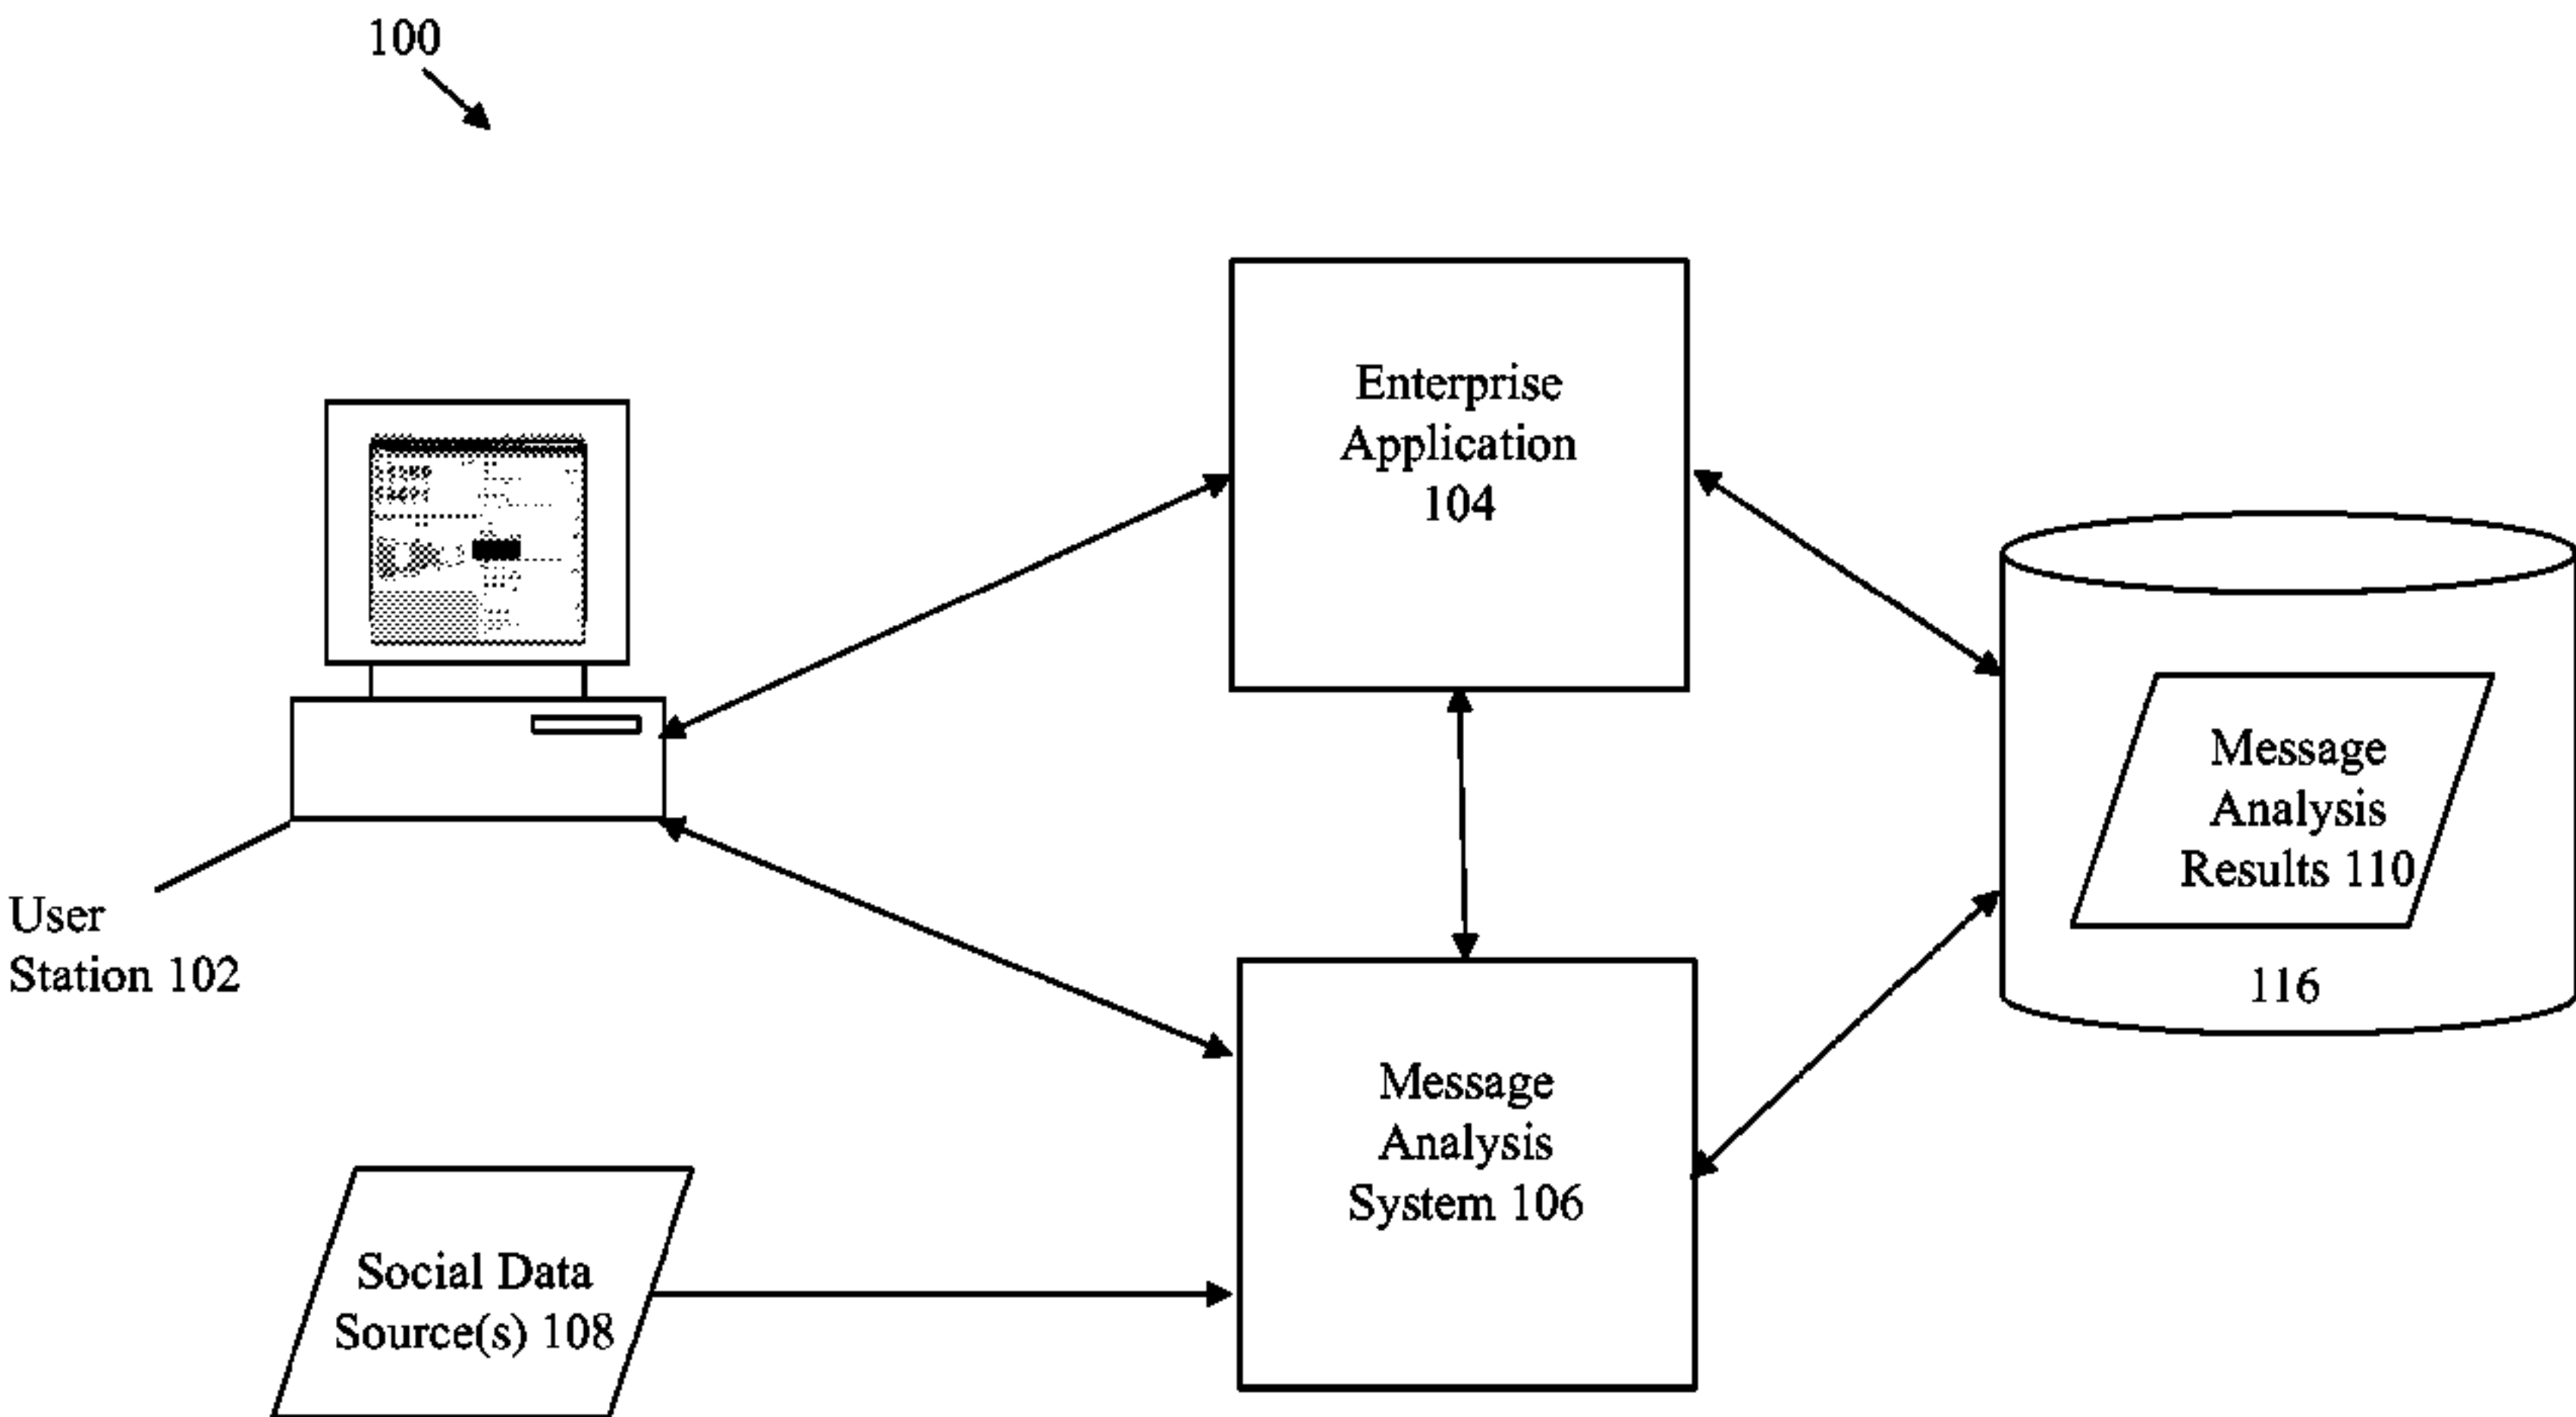 100
Enterprise
Application
104
Message
Analysis
Results 110
116
User
Station 102
Message
Analysis
System 106
Social Data
Source(s) 108